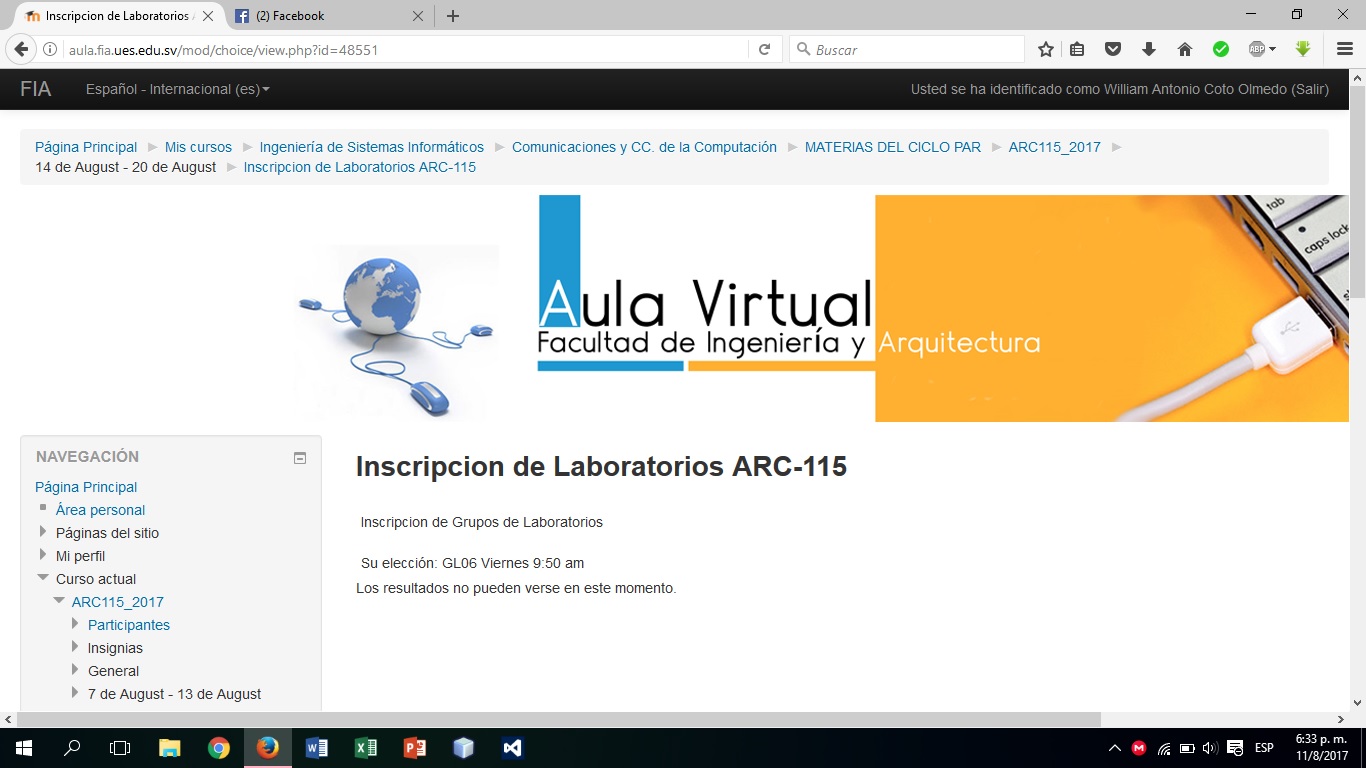 Inscripcion de Laboratorios A
(2) Facebook
aula.fia.ues.edu.sv/mod/choice/view.php?id=48551
Buscar
ABP
FIA
Español - Internacional (es)
Usted se ha identificado como William Antonio Coto Olmedo (Salir)
Página Principal Mis cursos Ingeniería de Sistemas Informáticos Comunicaciones y CC. de la Computación MATERIAS DEL CICLO PAR ARC115_2017
14 de August - 20 de August Inscripcion de Laboratorios ARC-115
tab
caps lock
Aula Virtual
Facultad de Ingeniería y Arquitectura
NAVEGACIÓN
Página Principal
Área personal
Páginas del sitio
Mi perfil
Curso actual
ARC115_2017
Participantes
Insignias
General
7 de August - 13 de August
Inscripcion de Laboratorios ARC-115
Inscripcion de Grupos de Laboratorios
Su elección: GL06 Viernes 9:50 am
Los resultados no pueden verse en este momento.
ESP
6:33 p. m.
11/8/2017